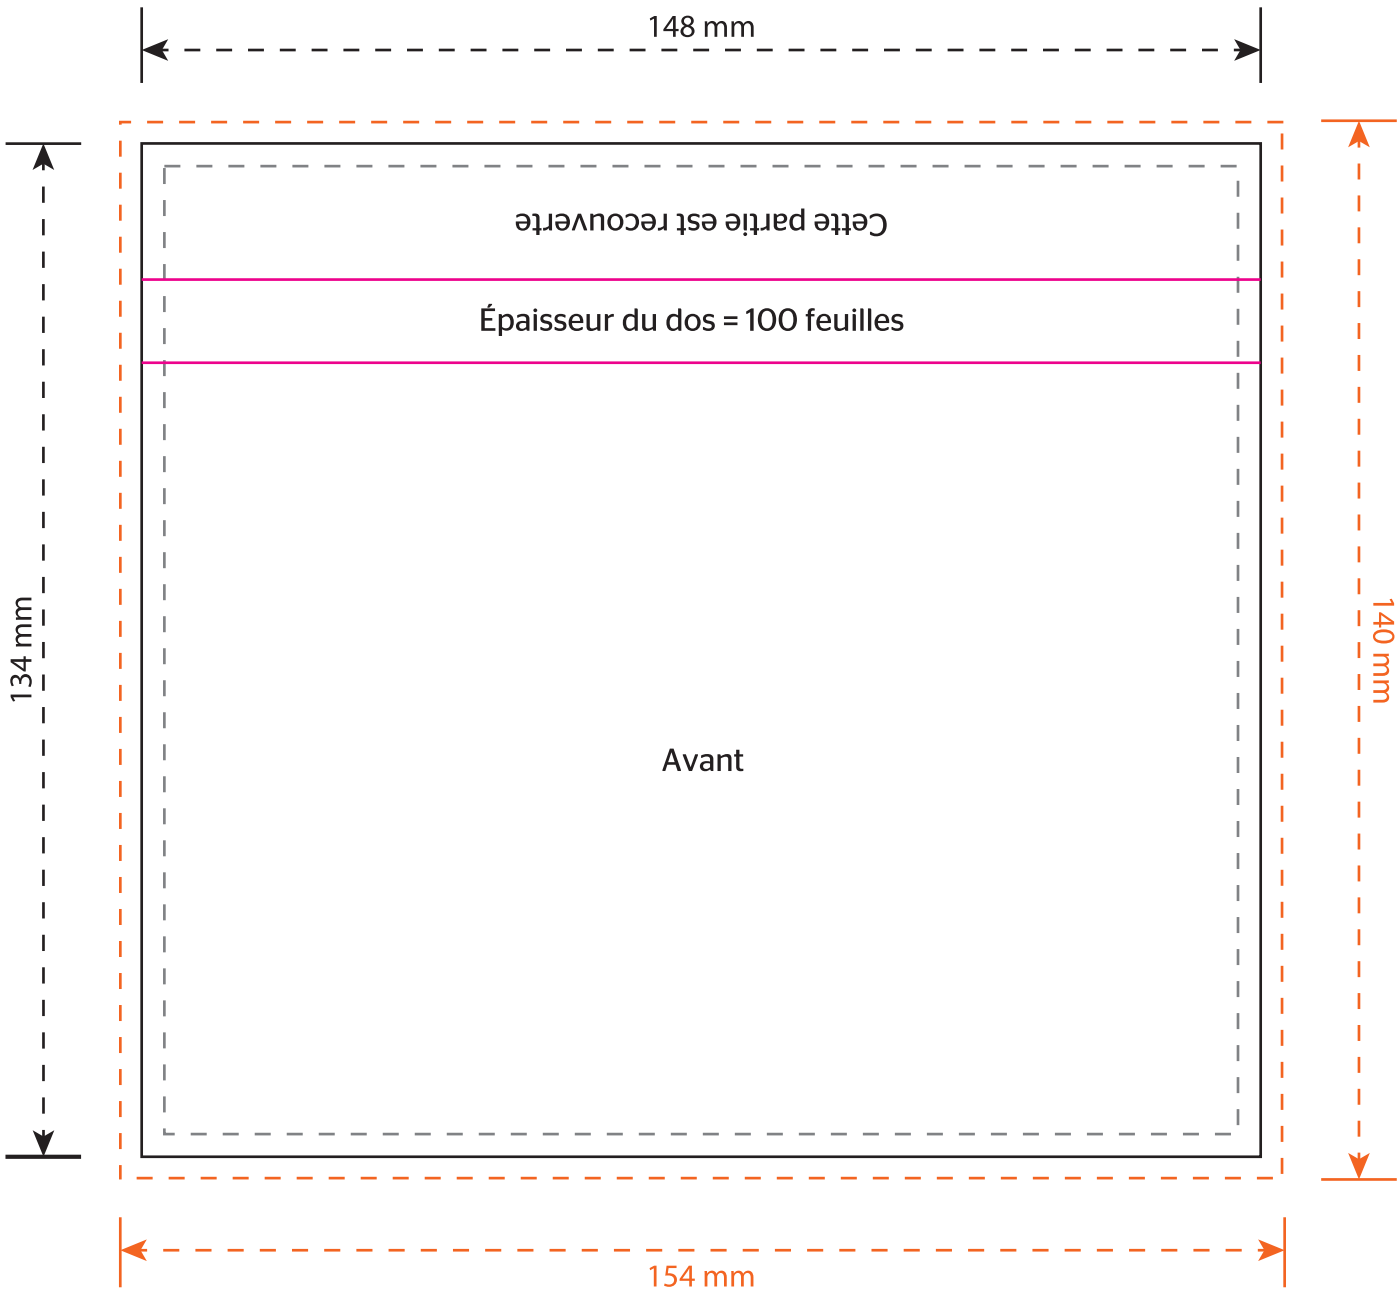 148 mm
Cette partie est recouverte
Épaisseur du dos = 100 feuilles
134 mm
140 mm
Avant
154 mm